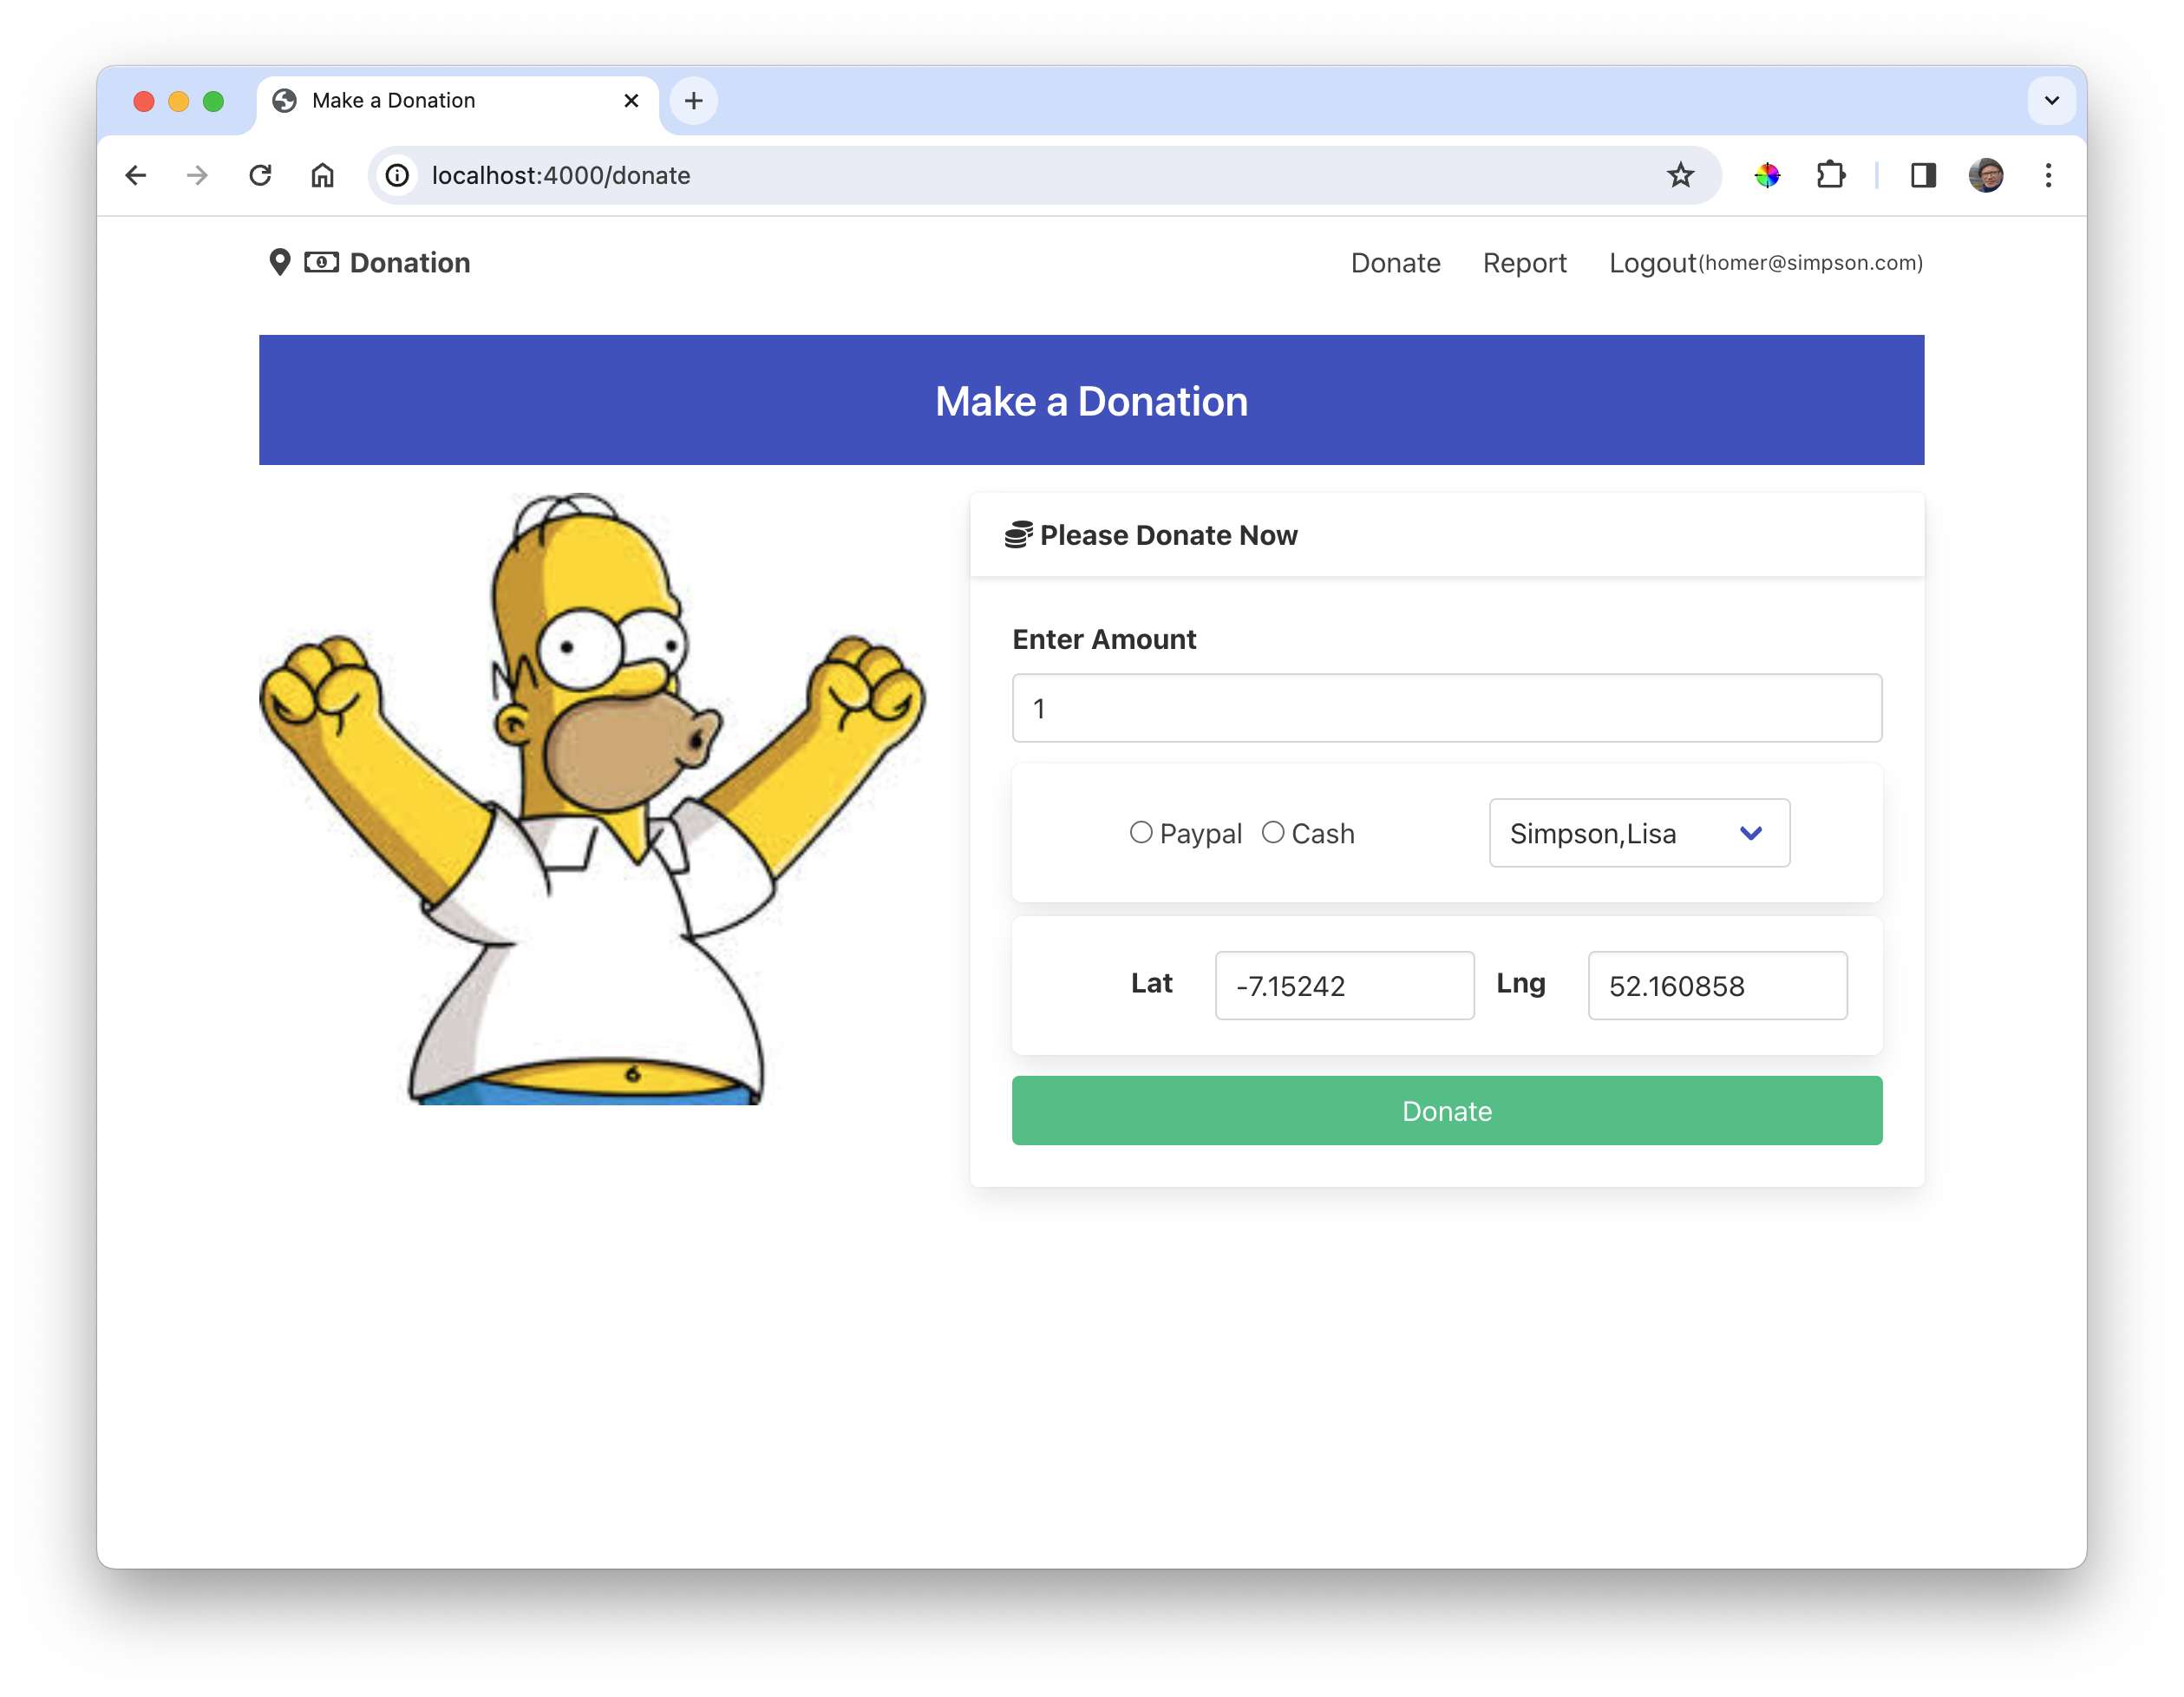 Make a Donation
localhost:4000/donate
1 Donation Donate Report Logout(homer@simpson.com)
Make a Donation
Please Donate Now
Enter Amount
1
Paypal Cash Simpson,Lisa
Lat -7.15242 Lng 52.160858
Donate